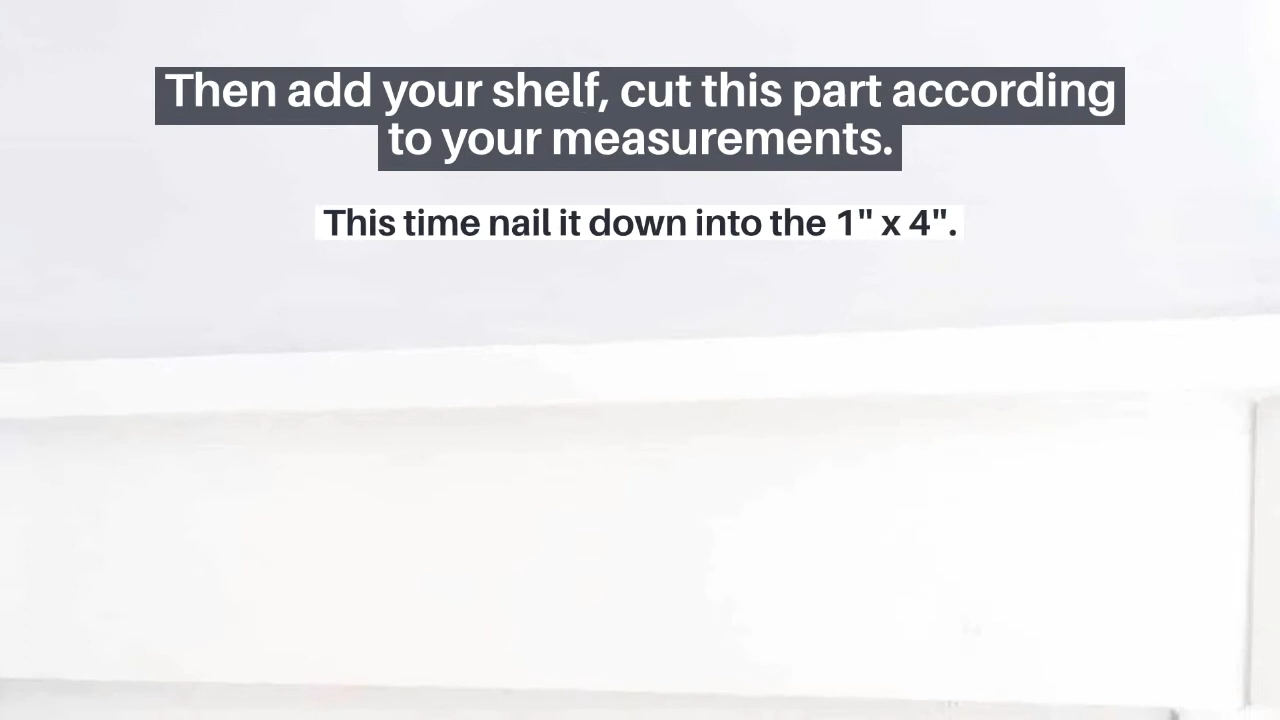 Then add your shelf, cut this part according
to your measurements.
This time nail it down into the 1" x 4".